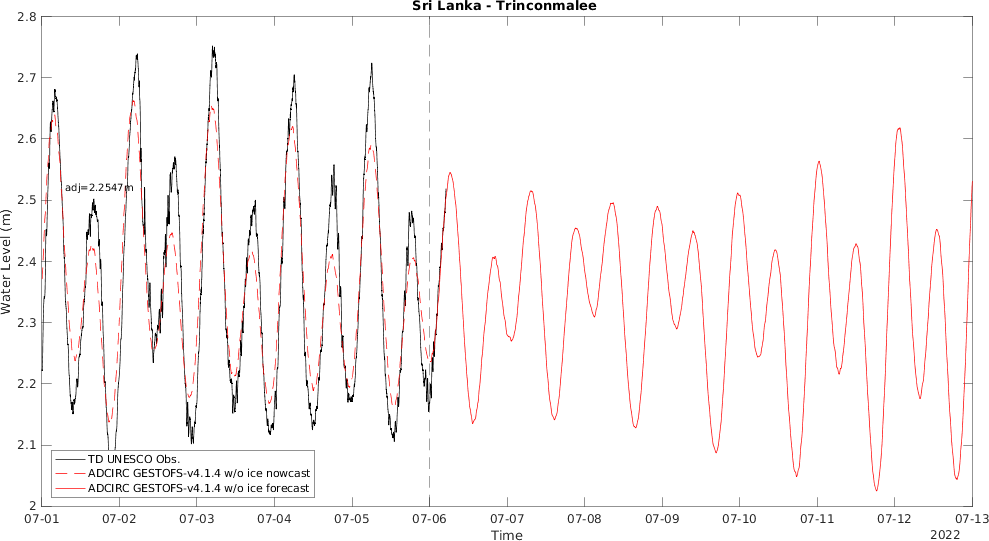 Sri Lanka - Trinconmalee
2.8
2.7
2.6
2.5
2.4
2.3
2.2
2.1
2
Water Level (m)
adj=2.2547m
TD UNESCO Obs.
ADCIRC GESTOFS-v4.1.4 w/o ice nowcast
ADCIRC GESTOFS-v4.1.4 w/o ice forecast
07-01 07-02 07-03 07-04 07-05 07-06 07-07 07-08 07-09 07-10 07-11 07-12 07-13
Time
2022